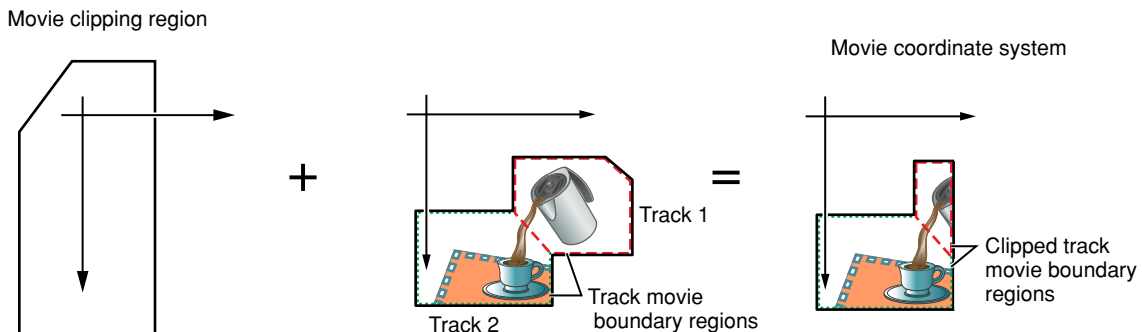 Movie clipping region
Movie coordinate system
+
=
Track 1
Track 2
Track movie
boundary regions
Clipped track
movie boundary
regions